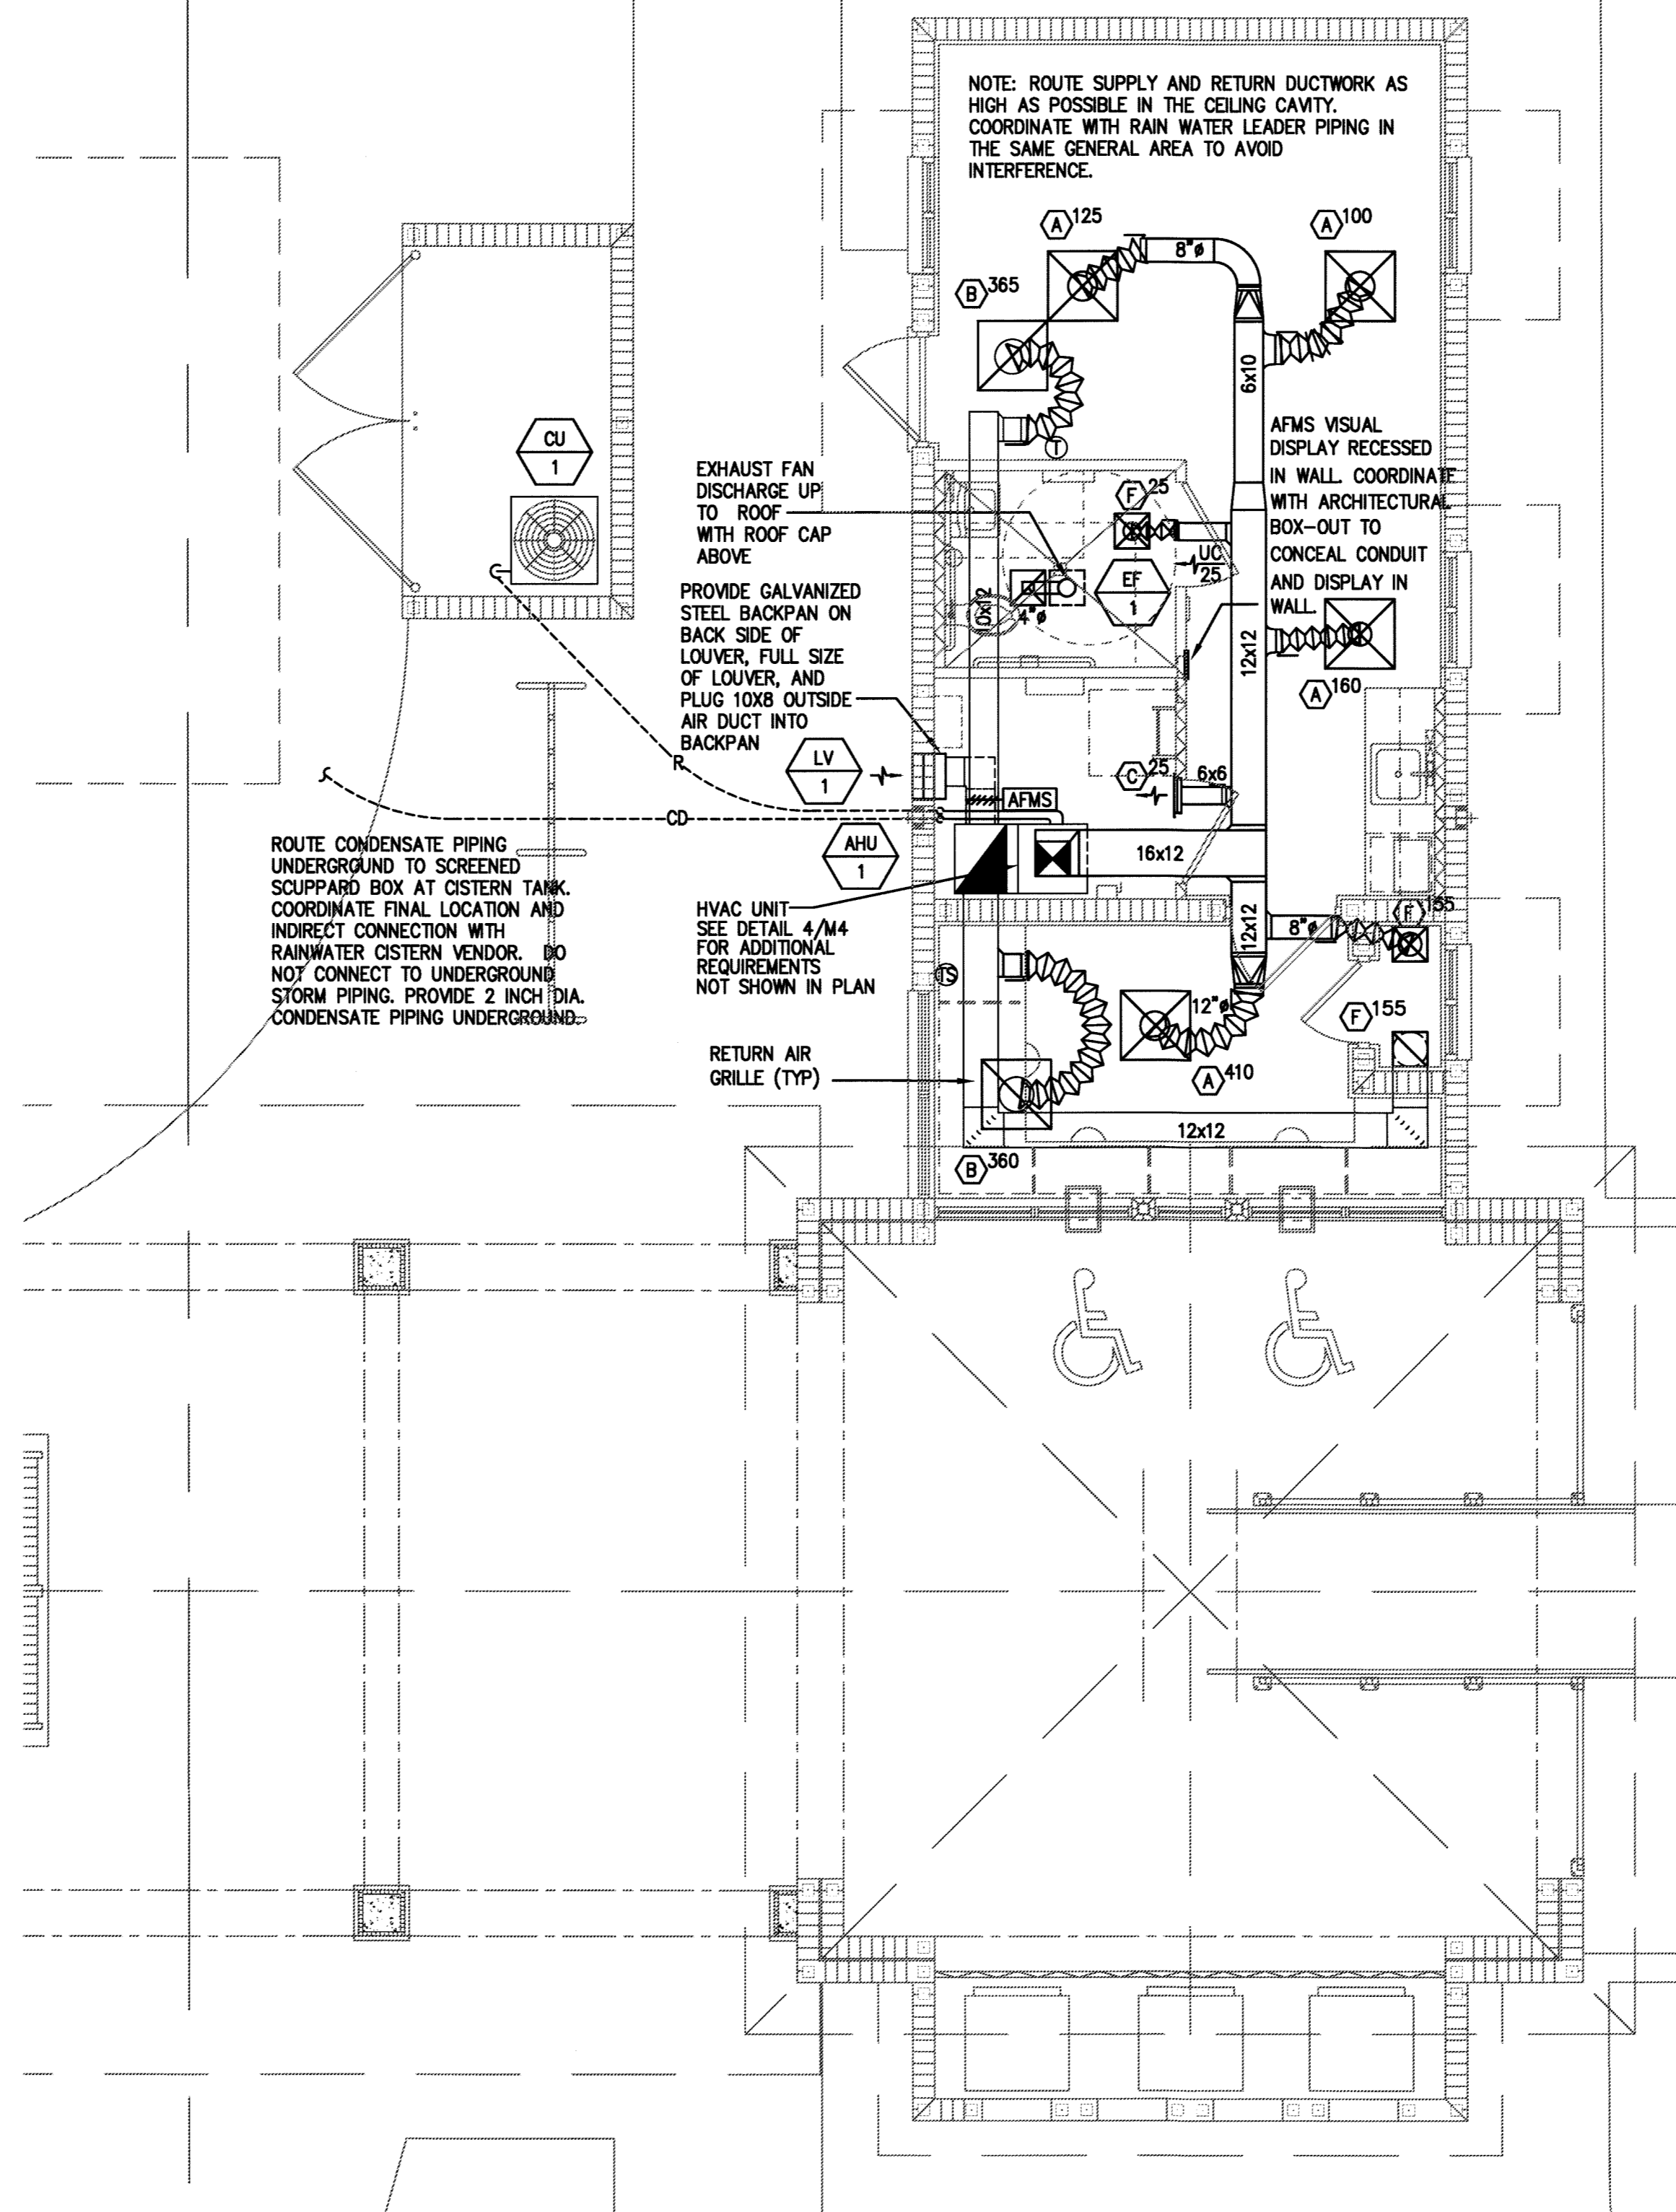 NOTE: ROUTE SUPPLY AND RETURN DUCTWORK AS
HIGH AS POSSIBLE IN THE CEILING CAVITY.
COORDINATE WITH RAIN WATER LEADER PIPING IN
THE SAME GENERAL AREA TO AVOID
INTERFERENCE.
A 125
A 100
8"ø
B 365
6x10
CU
1
T
AFMS VISUAL
DISPLAY RECESSED
IN WALL. COORDINATE
WITH ARCHITECTURAL
BOX-OUT TO
CONCEAL CONDUIT
AND DISPLAY IN
WALL.
EXHAUST FAN
DISCHARGE UP
TO ROOF
WITH ROOF CAP
ABOVE
F 25
UC
25
EF
1
10x12
4"ø
12x12
A 160
PROVIDE GALVANIZED
STEEL BACKPAN ON
BACK SIDE OF
LOUVER, FULL SIZE
OF LOUVER, AND
PLUG 10X8 OUTSIDE
AIR DUCT INTO
BACKPAN
R
LV
1
C 25
6x6
AFMS
CD
AHU
1
16x12
ROUTE CONDENSATE PIPING
UNDERGROUND TO SCREENED
SCUPPARD BOX AT CISTERN TANK.
COORDINATE FINAL LOCATION AND
INDIRECT CONNECTION WITH
RAINWATER CISTERN VENDOR. DO
NOT CONNECT TO UNDERGROUND
STORM PIPING. PROVIDE 2 INCH DIA.
CONDENSATE PIPING UNDERGROUND.
HVAC UNIT
SEE DETAIL 4/M4
FOR ADDITIONAL
REQUIREMENTS
NOT SHOWN IN PLAN
12x12
8"ø
F 155
TS
12"ø
F 155
RETURN AIR
GRILLE (TYP)
A 410
12x12
B 360